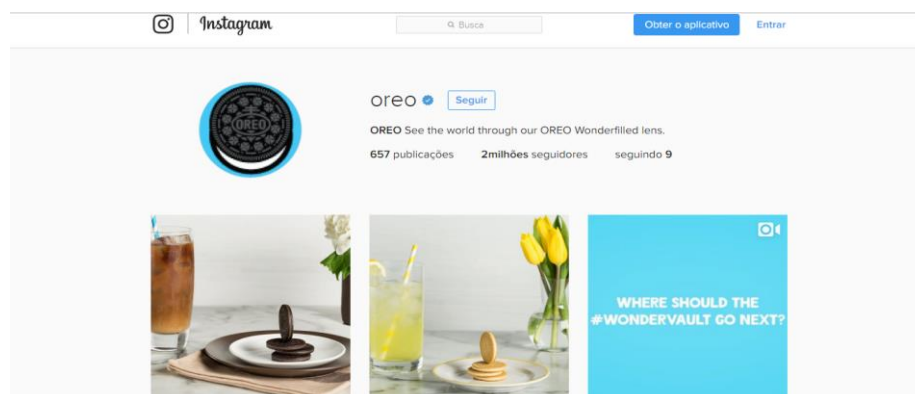 Instagram
Busca
Obter o aplicativo
Entrar
OREO
oreo
Seguir
OREO See the world through our OREO Wonderfilled lens.
657 publicações 2milhões seguidores seguindo 9
WHERE SHOULD THE
#WONDERVAULT GO NEXT?